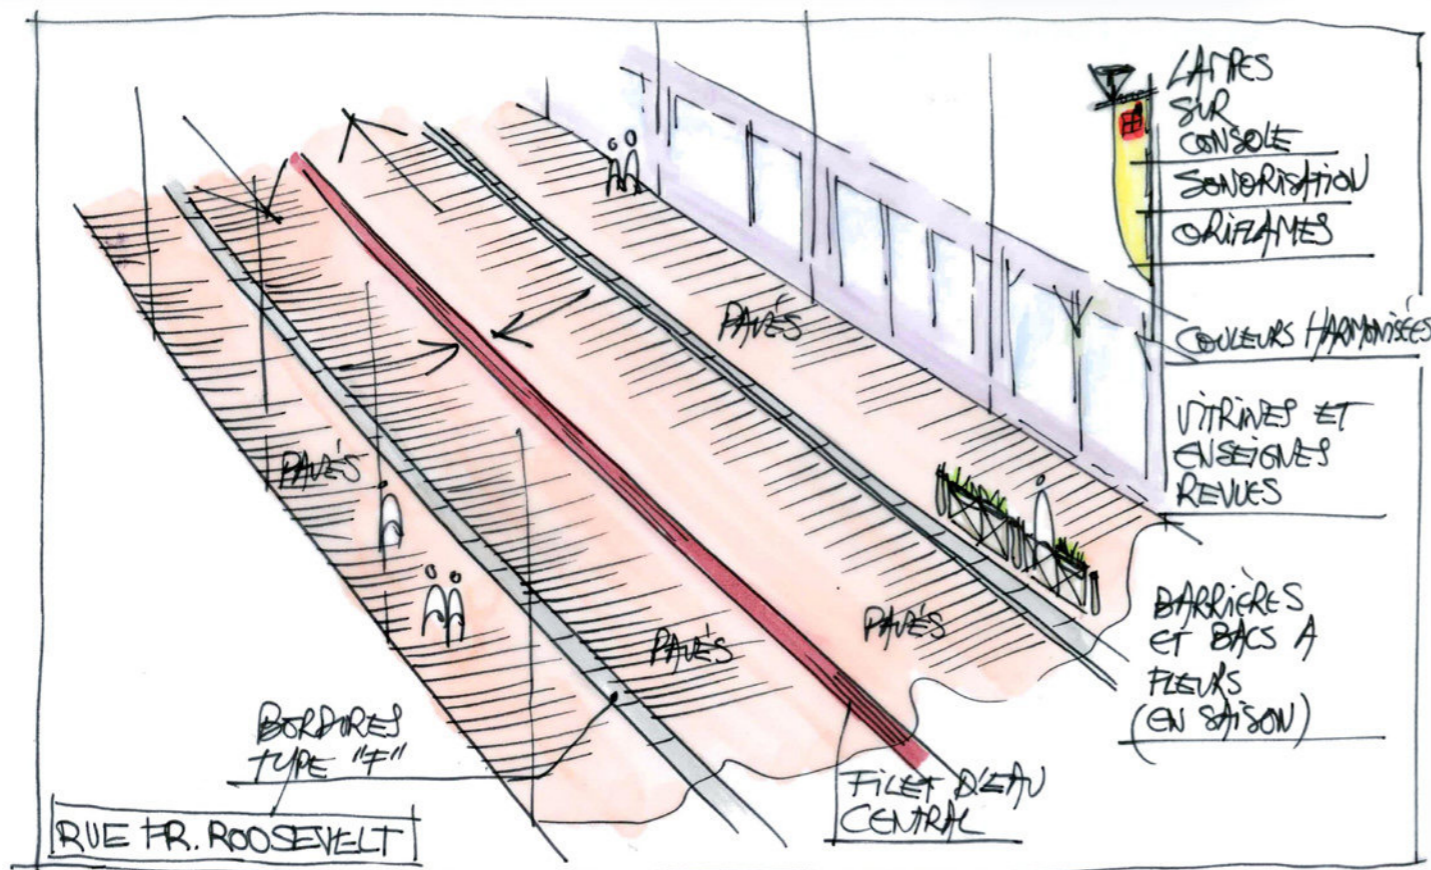 LAMPES
SUR
CONSOLE
SONORISATION
ORIFLAMES
COULEURS HARMONISÉES
VITRINES ET
ENSEIGNES
REVUES
BARRIÈRES
ET BACS A
FLEURS
(EN SAISON)
PAVÉS
PAVÉS
PAVÉS
PAVÉS
BORDURES
TYPE "F"
FILET D'EAU
CENTRAL
RUE FR. ROOSEVELT